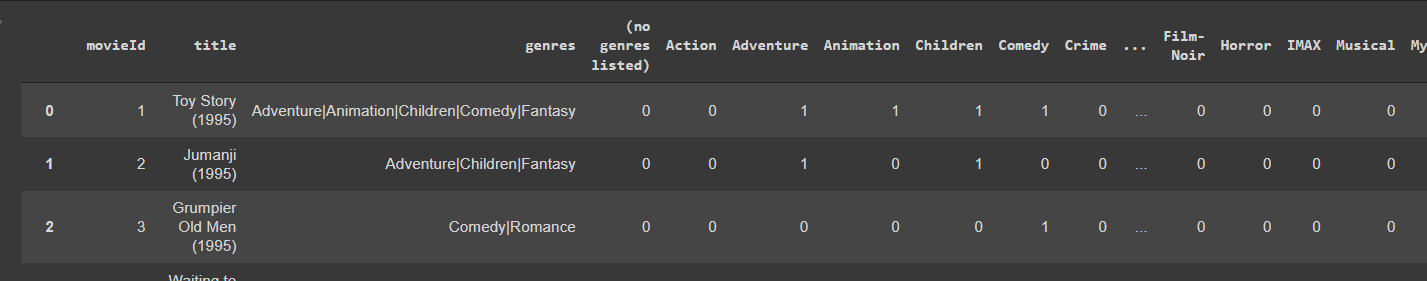 movieId title genres (no genres listed) Action Adventure Animation Children Comedy Crime ... Film-Noir Horror IMAX Musical My
0 1 Toy Story (1995) Adventure|Animation|Children|Comedy|Fantasy 0 0 1 1 1 1 0 ... 0 0 0 0
1 2 Jumanji (1995) Adventure|Children|Fantasy 0 0 1 0 1 0 0 ... 0 0 0 0
2 3 Grumpier Old Men (1995) Comedy|Romance 0 0 0 0 0 1 0 ... 0 0 0 0
Waiting to